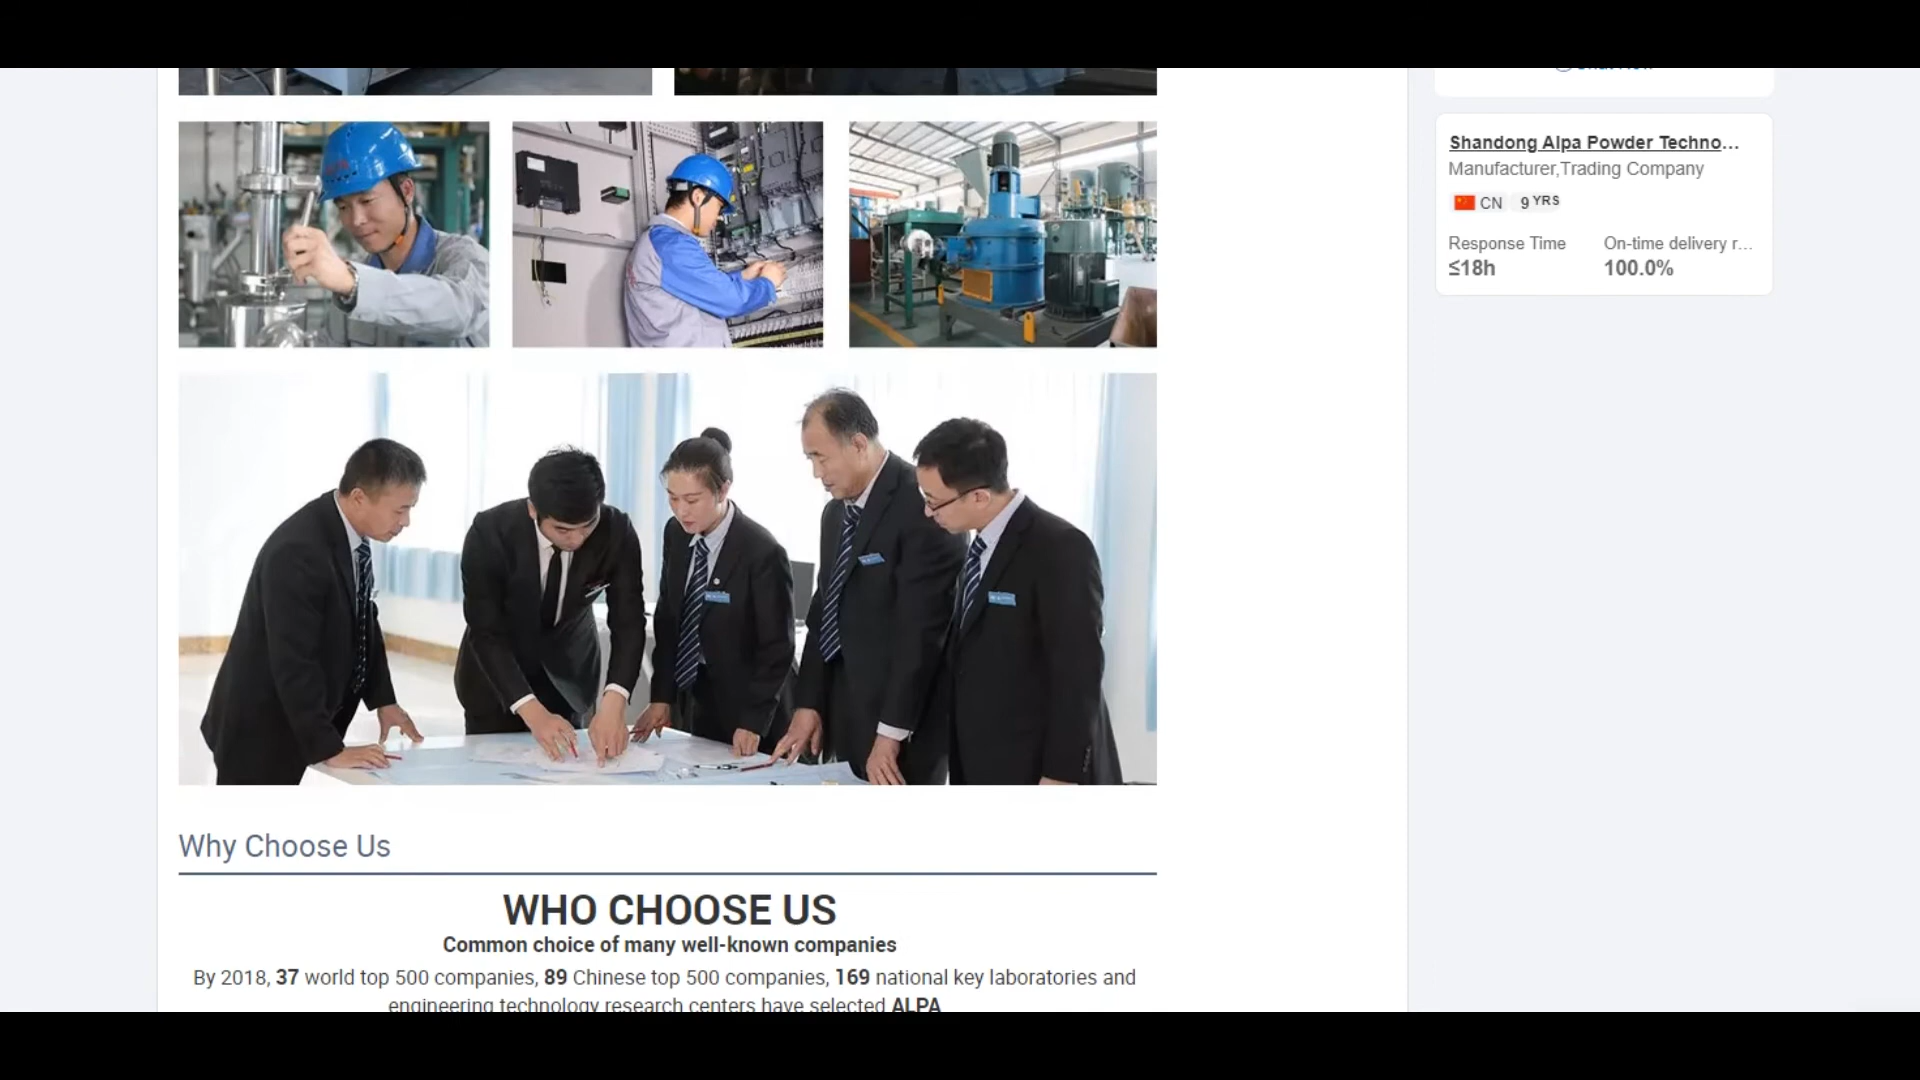 Shandong Alpa Powder Techno...
Manufacturer,Trading Company
CN 9 YRS
Response Time On-time delivery r...
≤18h 100.0%
Why Choose Us
WHO CHOOSE US
Common choice of many well-known companies
By 2018, 37 world top 500 companies, 89 Chinese top 500 companies, 169 national key laboratories and
engineering technology research centers have selected ALPA